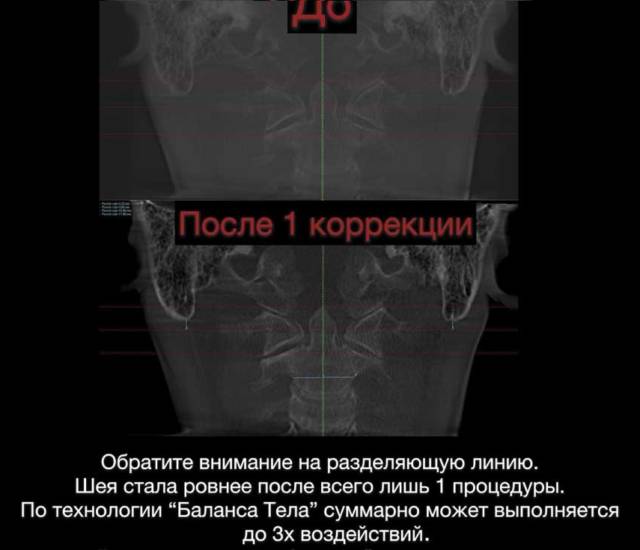 До
После 1 коррекции
Обратите внимание на разделяющую линию.
Шея стала ровнее после всего лишь 1 процедуры.
По технологии “Баланса Тела” суммарно может выполняется
до 3х воздействий.